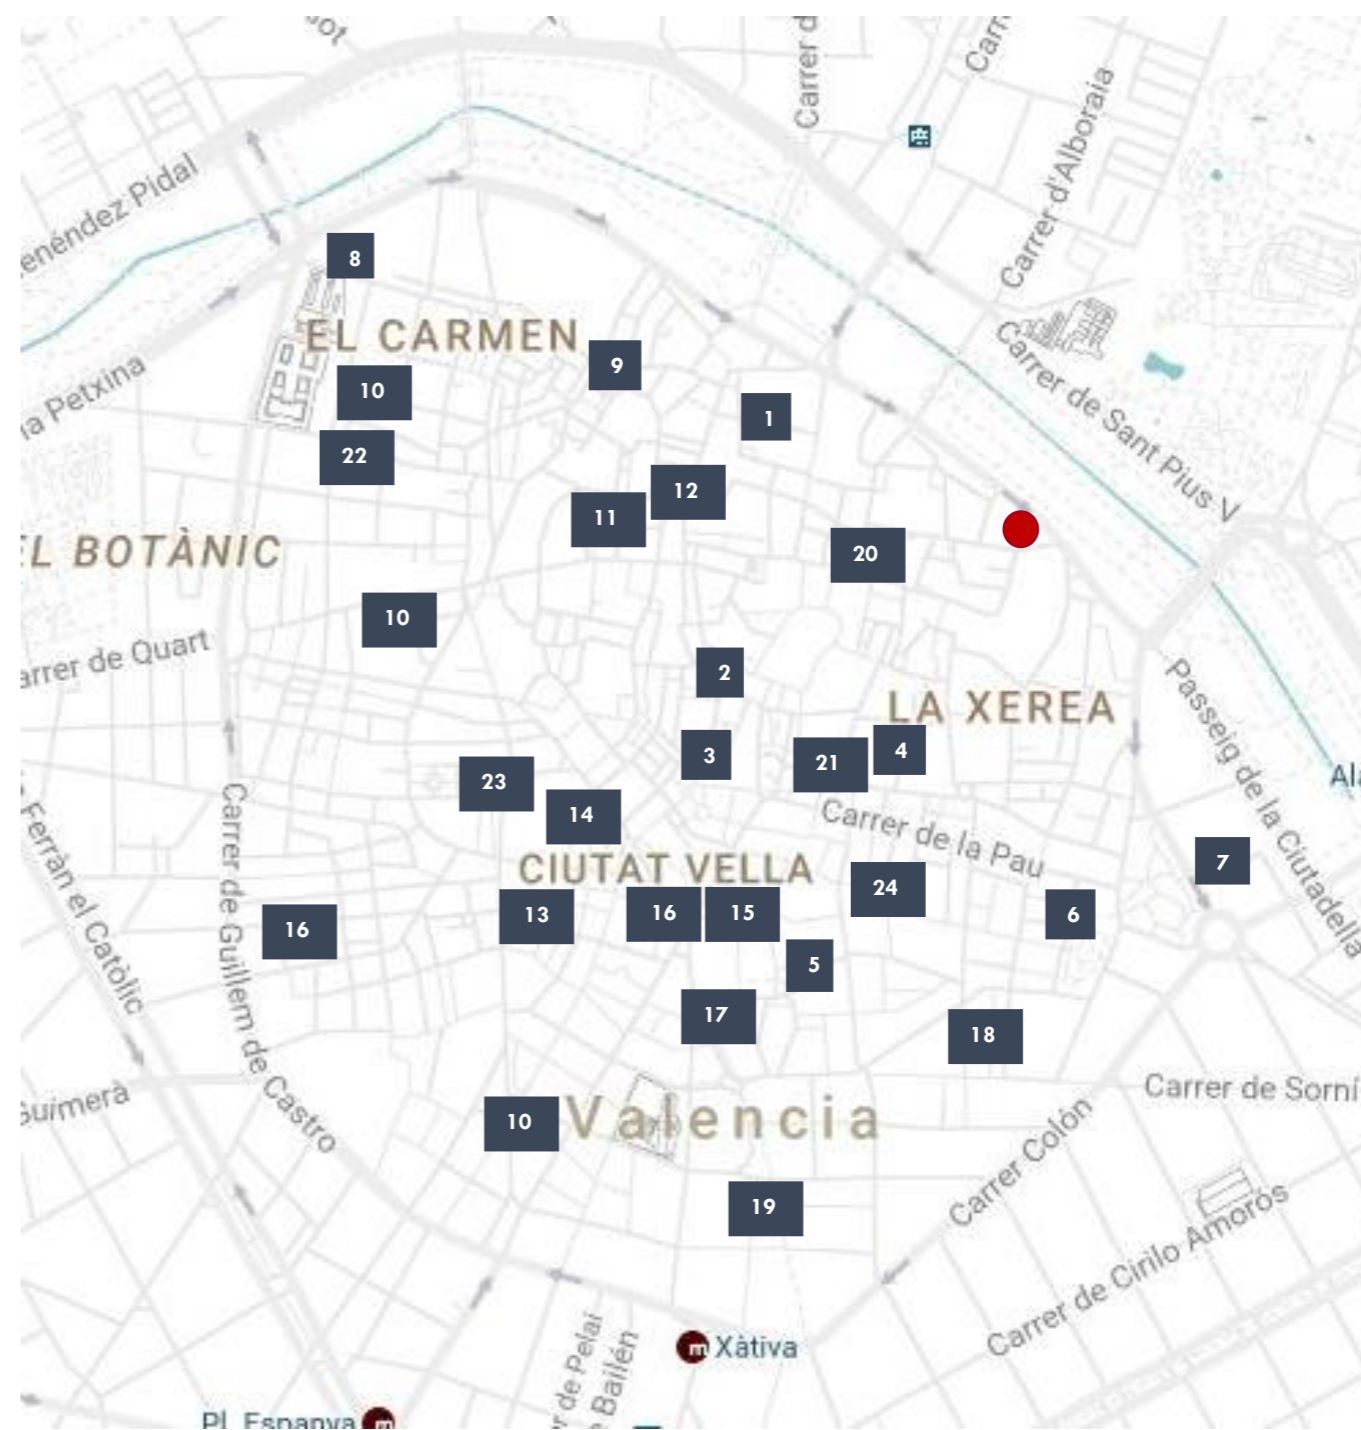 Carrer d
Carr
Carrer d'Alboraia
enéndez Pidal
8
EL CARMEN
9
Carrer de Sant Pius V
la Petxina
10
1
22
12
11
20
EL BOTÀNIC
10
arrer de Quart
2
LA XEREA
Passeig de la Ciutadella
3
21
4
Ala
23
14
Carrer de la Pau
Ferràn el Catòlic
Carrer de Guillem de Castro
CIUTAT VELLA
24
7
16
13
16
15
6
5
17
18
Guimerà
Carrer de Sorní
10
Valencia
Carrer Colón
19
Carrer de Cirilo Amorós
m Xàtiva
r de Pelai
e Bailén
Pl. Espanya m